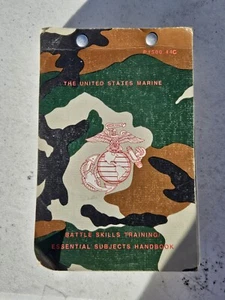 THE UNITED STATES MARINE
BATTLE SKILLS TRAINING/
ESSENTIAL SUBJECTS HANDBOOK